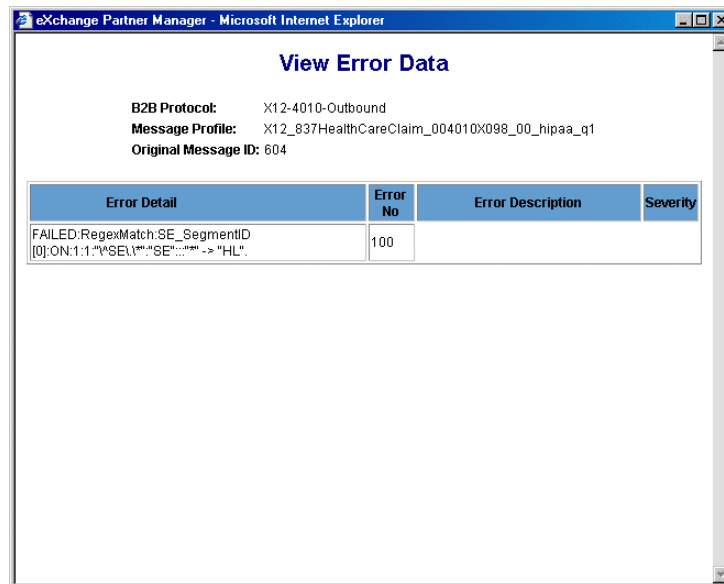 eXchange Partner Manager - Microsoft Internet Explorer
View Error Data
B2B Protocol: X12-4010-Outbound
Message Profile: X12_837HealthCareClaim_004010X098_00_hipaa_q1
Original Message ID: 604
Error Detail Error No Error Description Severity
FAILED:RegexMatch:SE_SegmentID
[0]:ON:1:1:"\^SE\.\*":"SE":::"*" -> "HL". 100